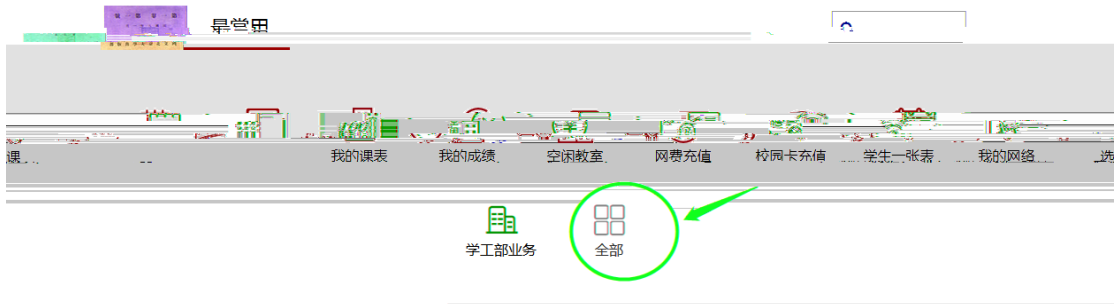 最常用
课 我的课表 我的成绩 空闲教室 网费充值 校园卡充值 学生一张表 我的网络 选
学工部业务 全部